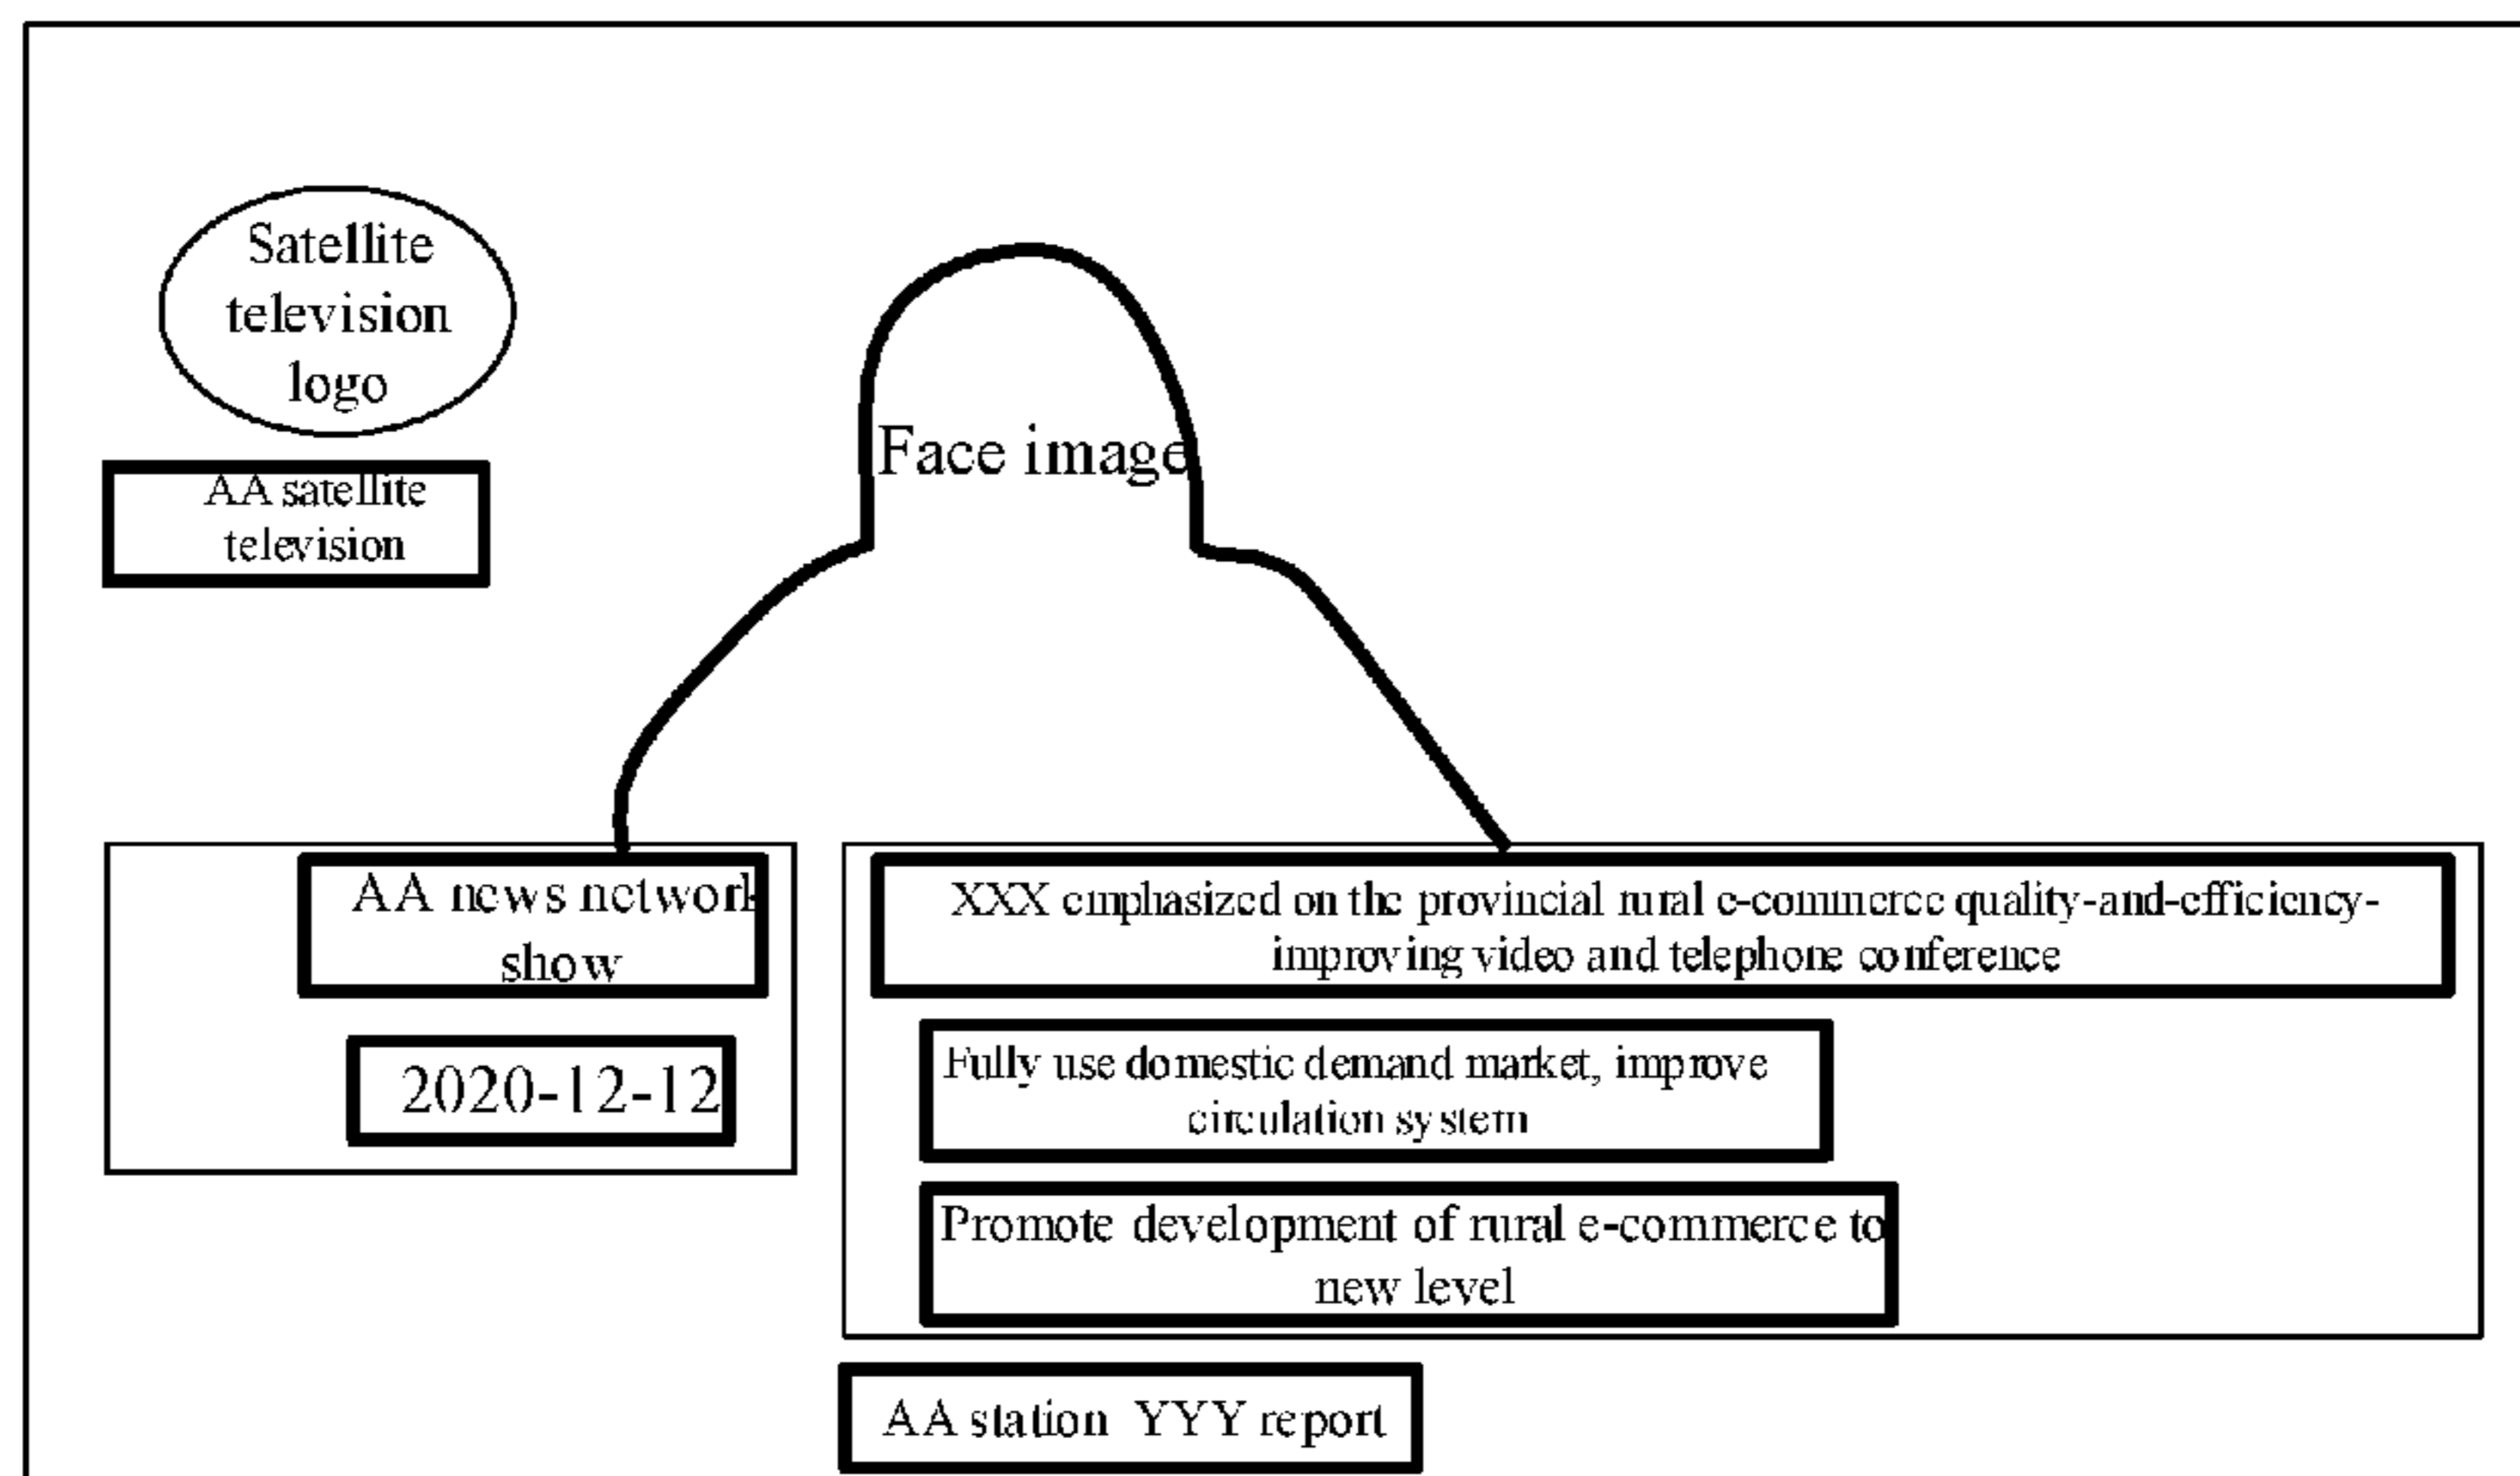 Satellite
television
logo
AA satellite
television
Face image
AA news network
show
2020-12-12
XXX emphasized on the provincial rural e-commerce quality-and-efficiency-
improving video and telephone conference
Fully use domestic demand market, improve
circulation system
Promote development of rural e-commerce to
new level
AA station YYY report